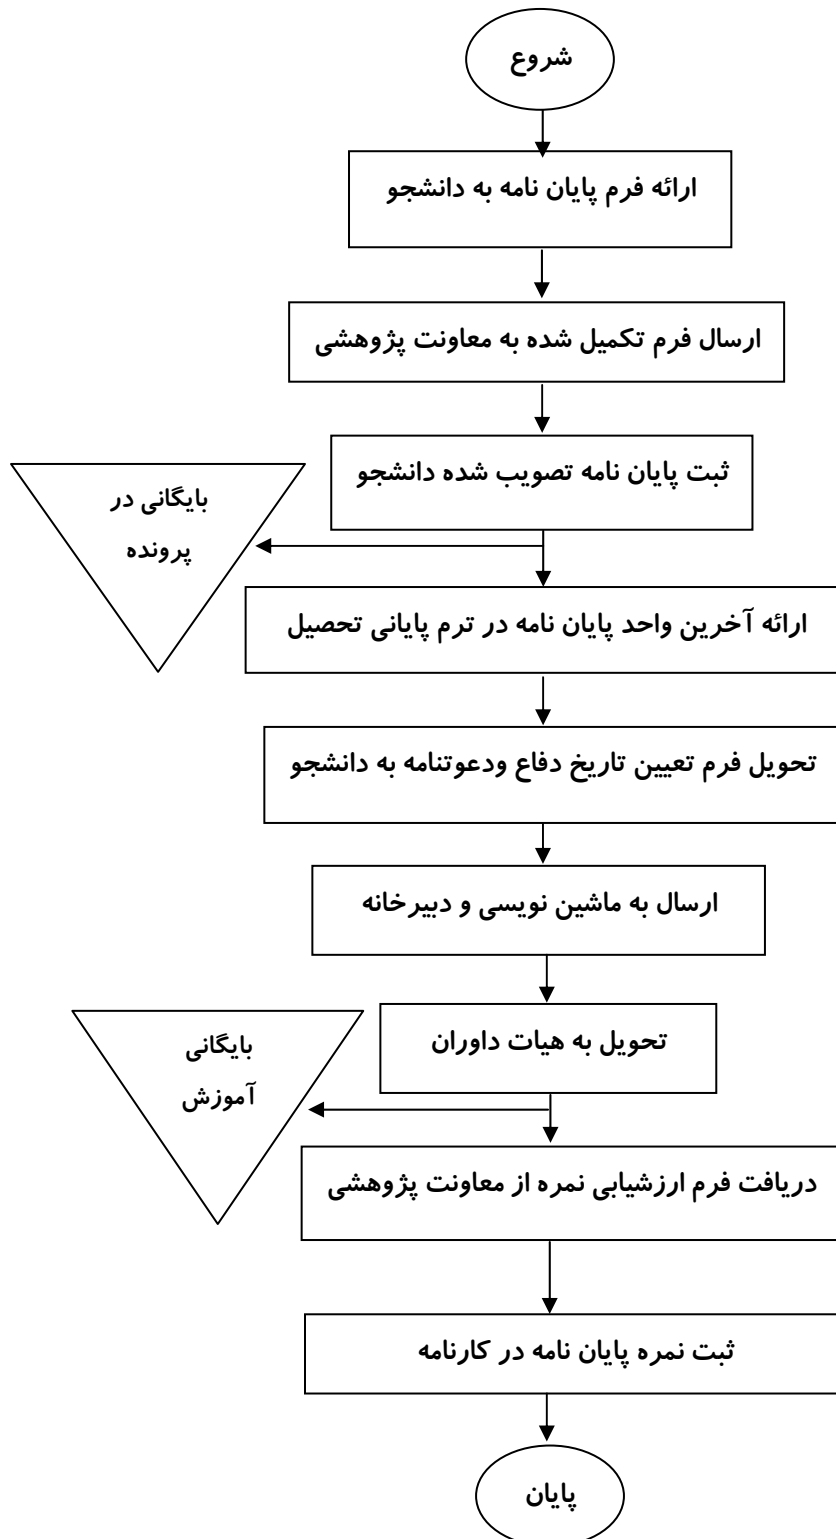 شروع
ارائه فرم پایان نامه به دانشجو
ارسال فرم تکمیل شده به معاونت پژوهشی
ثبت پایان نامه تصویب شده دانشجو
بایگانی در
پرونده
ارائه آخرین واحد پایان نامه در ترم پایانی تحصیل
تحویل فرم تعیین تاریخ دفاع ودعوتنامه به دانشجو
ارسال به ماشین نویسی و دبیرخانه
تحویل به هیات داوران
بایگانی
آموزش
دریافت فرم ارزشیابی نمره از معاونت پژوهشی
ثبت نمره پایان نامه در کارنامه
پایان